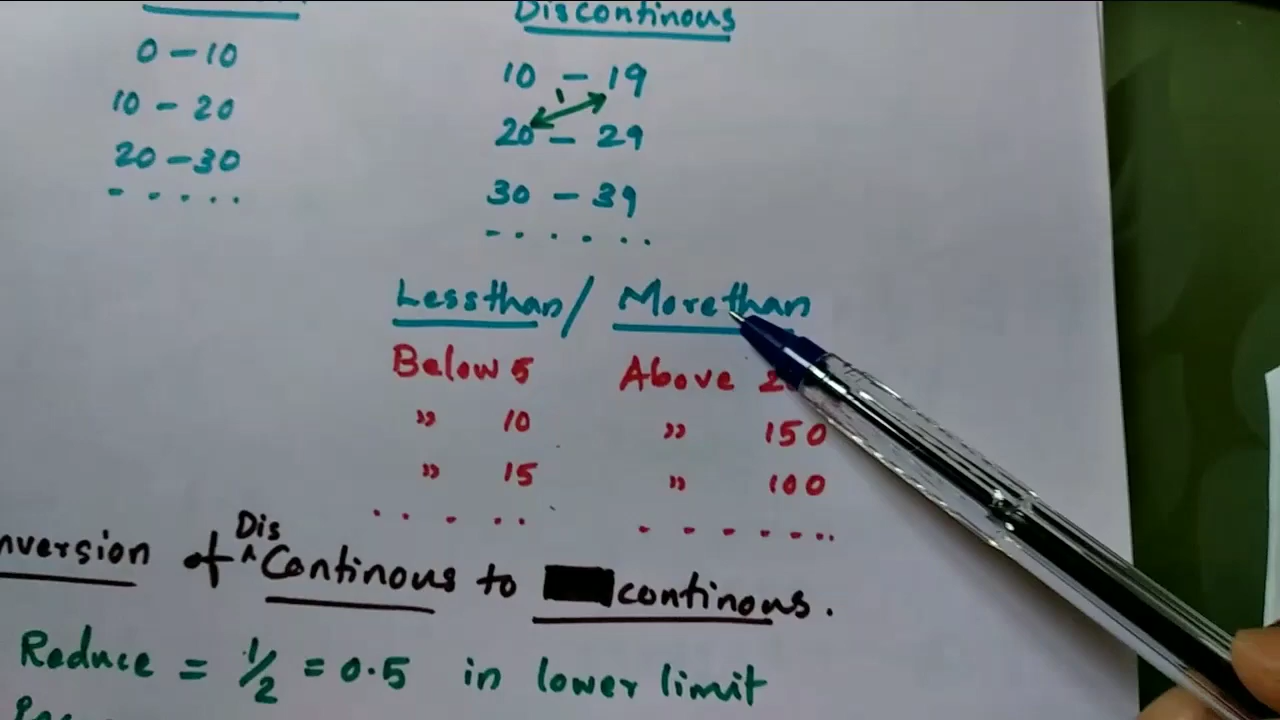 Discontinous
0 - 10
10 - 20
20 - 30
- . . . .
10 - 19
1
20 - 29
30 - 39
- . . . . .
Lessthan / Morethan
Below 5 Above
" 10 " 150
" 15 " 100
. . - . . . - - - . .
of Dis^Continous to continous.
Reduce = 1/2 = 0.5 in lower limit